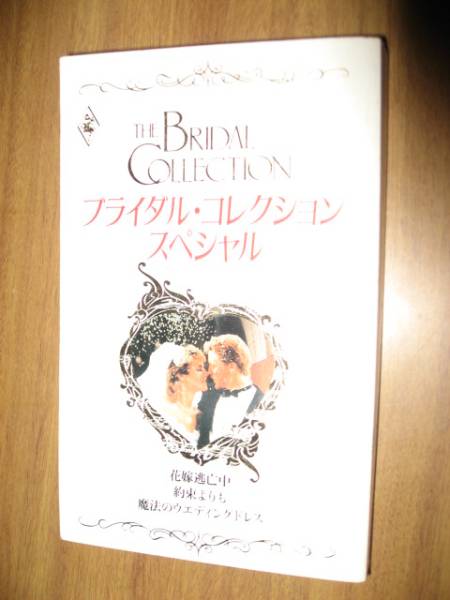 THE BRIDAL
COLLECTION
ブライダル・コレクション
スペシャル
花嫁逃亡中
約束よりも
魔法のウエディングドレス